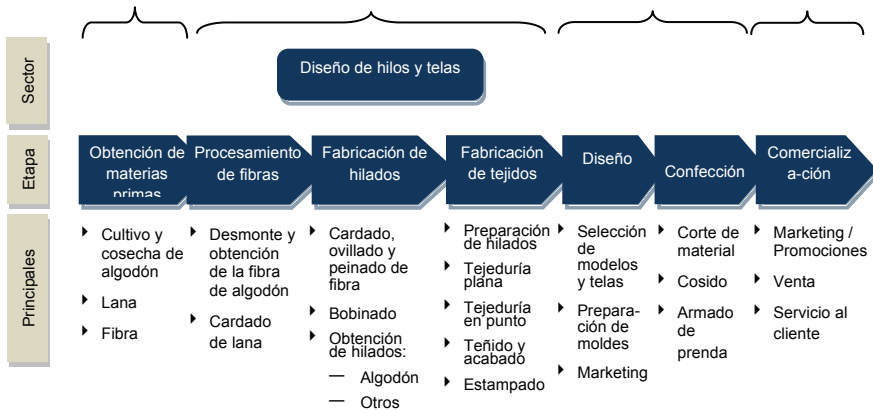 Sector
Diseño de hilos y telas
Etapa
Obtención de
materias
primas
Procesamiento
de fibras
Fabricación de
hilados
Fabricación
de tejidos
Diseño
Confección
Comercializ
a-ción
Principales
Cultivo y
cosecha de
algodón
Lana
Fibra
Desmonte y
obtención
de la fibra
de algodón
Cardado
de lana
Cardado,
ovillado y
peinado de
fibra
Bobinado
Obtención
de hilados:
— Algodón
— Otros
Preparación
de hilados
Tejeduría
plana
Tejeduría
en punto
Teñido y
acabado
Estampado
Selección
de
modelos
y telas
Prepara-
ción de
moldes
Marketing
Corte de
material
Cosido
Armado
de
prenda
Marketing /
Promociones
Venta
Servicio al
cliente